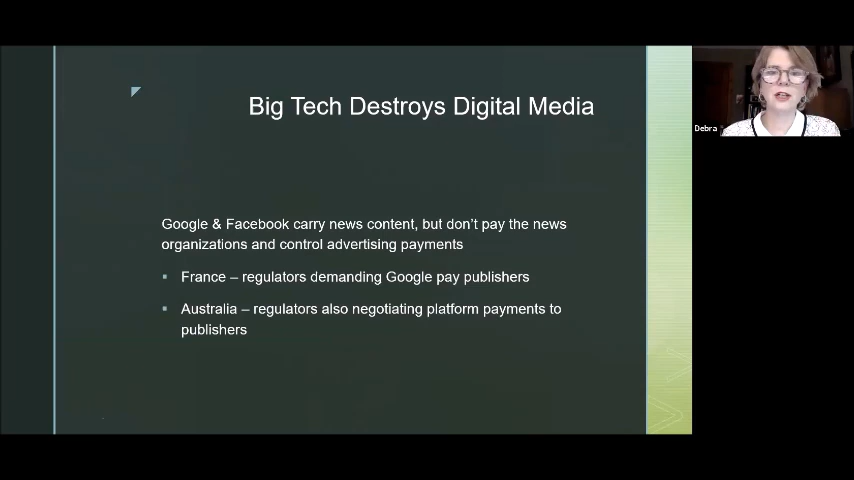 Big Tech Destroys Digital Media
Debra
Google & Facebook carry news content, but don't pay the news
organizations and control advertising payments
▪ France – regulators demanding Google pay publishers
▪ Australia – regulators also negotiating platform payments to
publishers